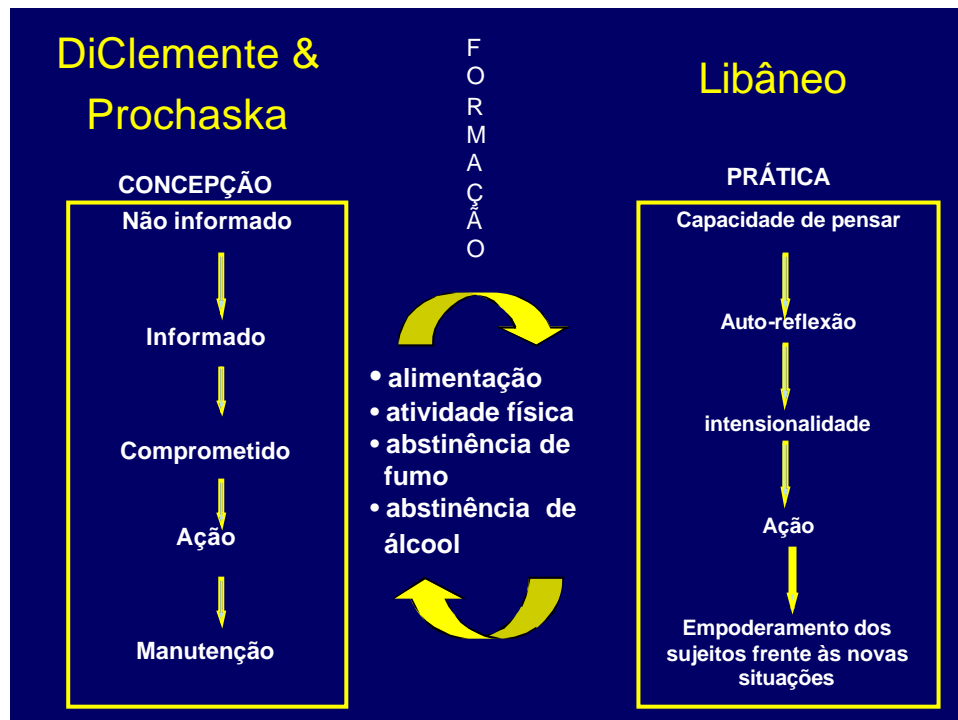 DiClemente &
Prochaska
CONCEPÇÃO
Não informado
Informado
Comprometido
Ação
Manutenção
F
O
R
M
A
Ç
Ã
O
• alimentação
• atividade física
• abstinência de
fumo
• abstinência de
álcool
Libâneo
PRÁTICA
Capacidade de pensar
Auto-reflexão
intensionalidade
Ação
Empoderamento dos
sujeitos frente às novas
situações